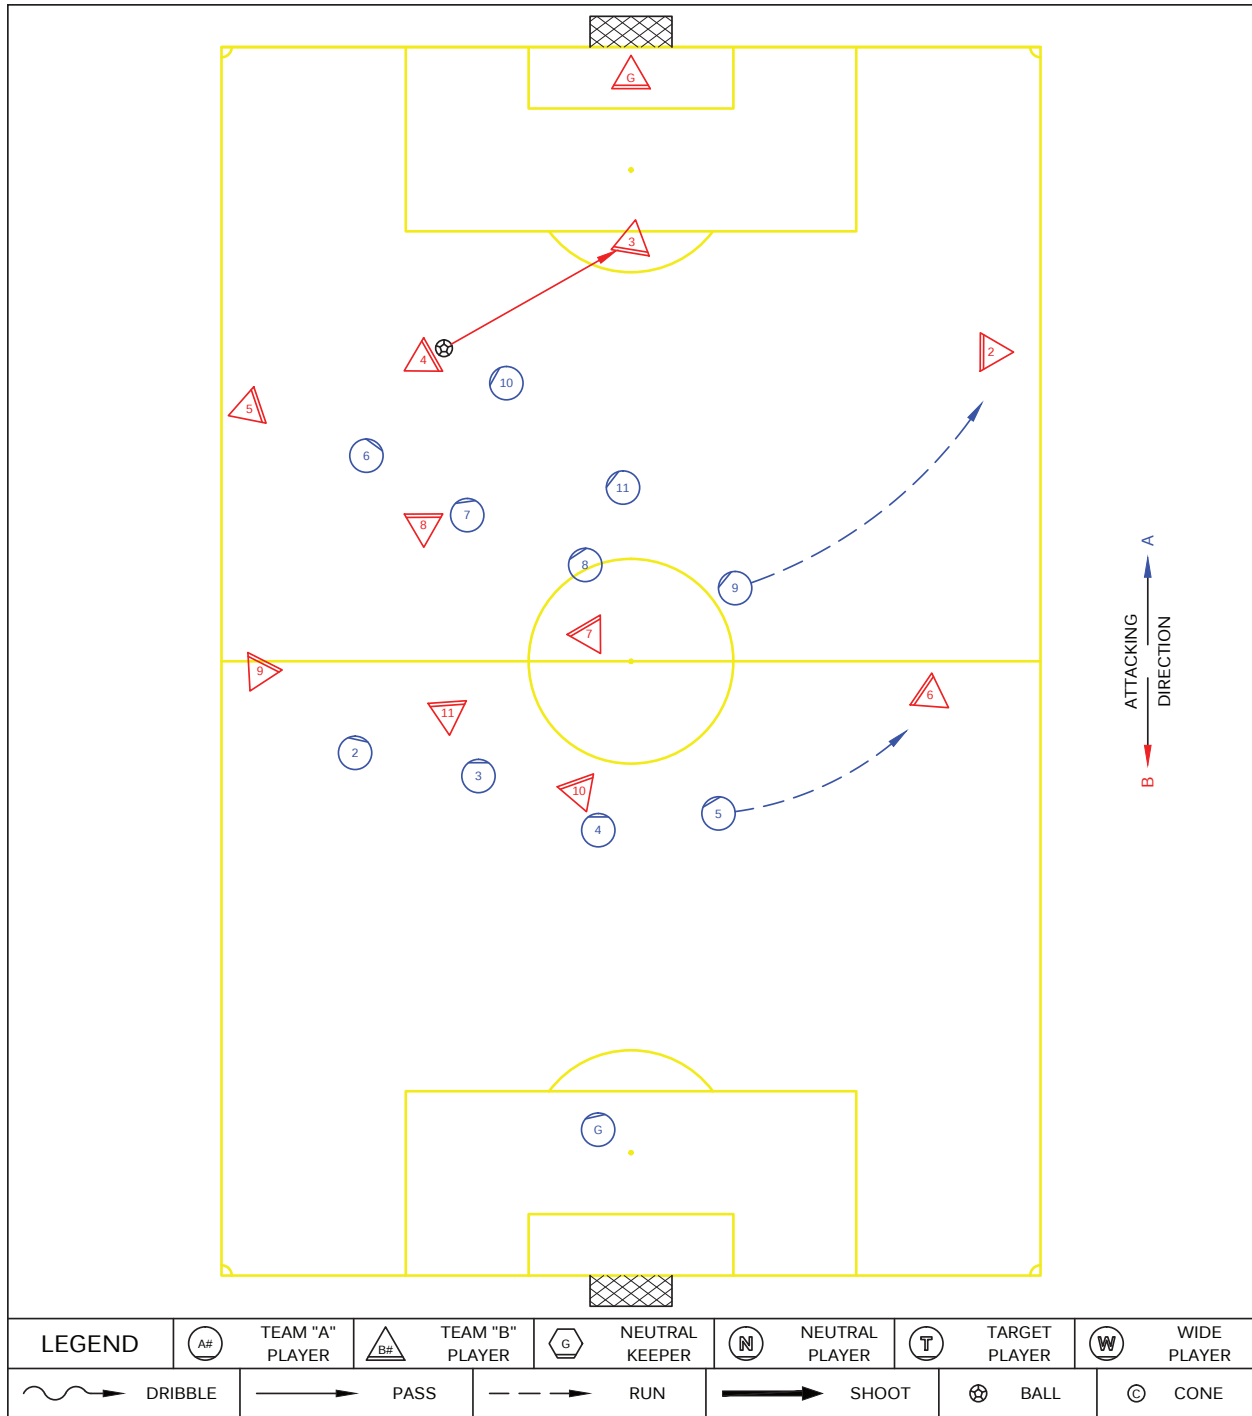 G
3
4
2
10
5
6
11
7
8
8
9
7
9
6
11
2
3
10
5
4
G
A
ATTACKING
DIRECTION
B
LEGEND
A#
TEAM "A"
PLAYER
B#
TEAM "B"
PLAYER
G
NEUTRAL
KEEPER
N
NEUTRAL
PLAYER
T
TARGET
PLAYER
W
WIDE
PLAYER
DRIBBLE
PASS
RUN
SHOOT
BALL
C
CONE